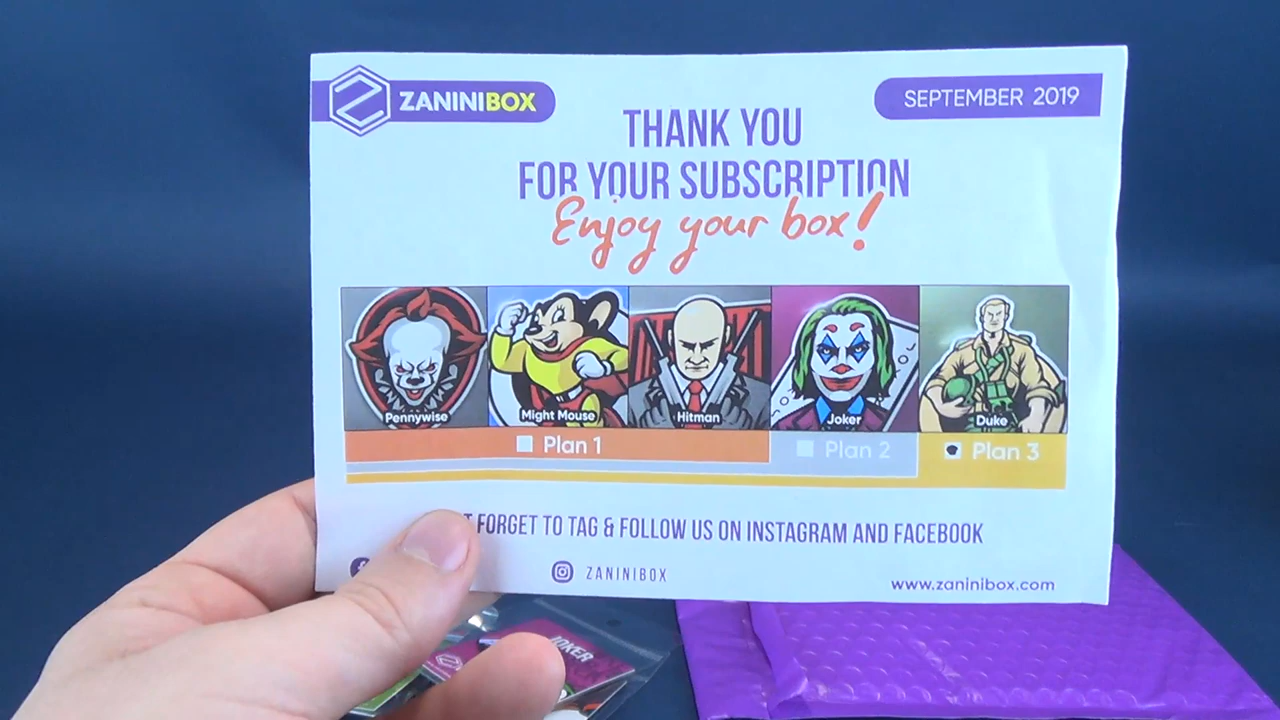 ZANINIBOX
SEPTEMBER 2019
THANK YOU
FOR YOUR SUBSCRIPTION
Enjoy your box!
Pennywise
Might Mouse
Hitman
Joker
Duke
Plan 1
Plan 2
Plan 3
FORGET TO TAG & FOLLOW US ON INSTAGRAM AND FACEBOOK
ZANINIBOX
www.zaninibox.com
JOKER